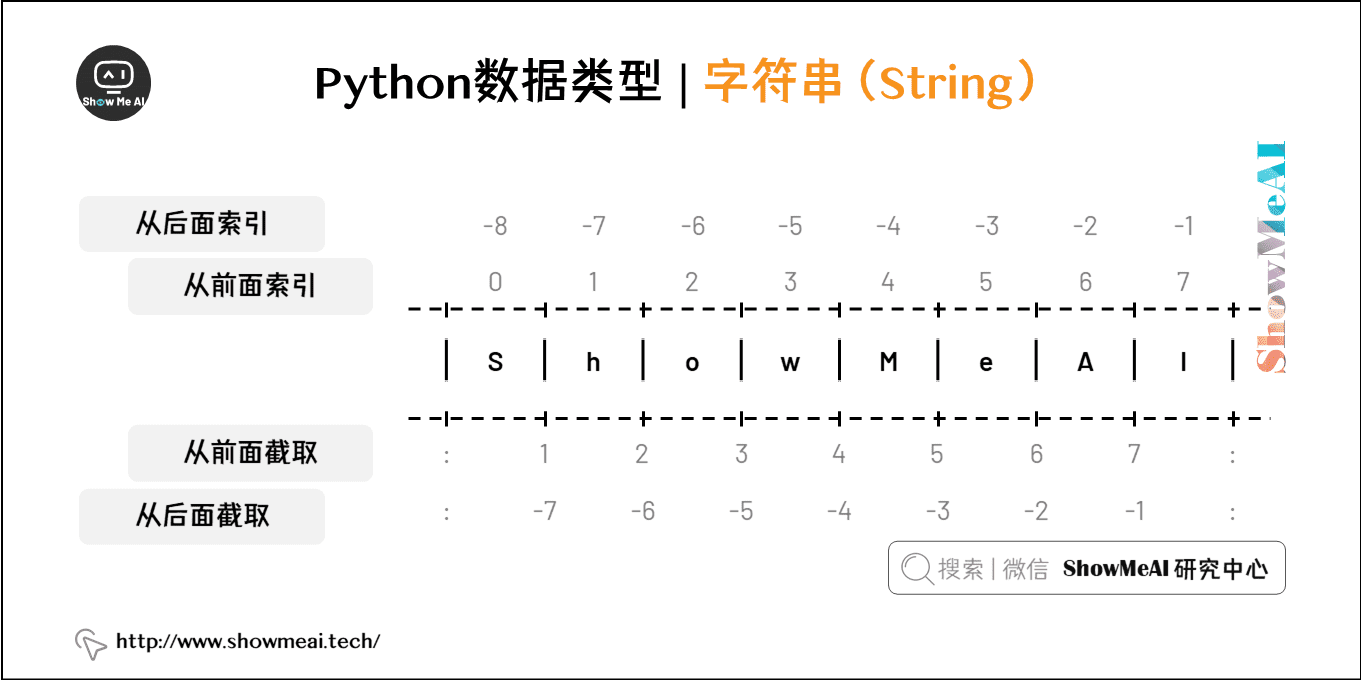 Show Me AI
Python数据类型 | 字符串（String）
ShowMeAI
从后面索引 -8 -7 -6 -5 -4 -3 -2 -1
从前面索引 0 1 2 3 4 5 6 7
S h o w M e A I
从前面截取 : 1 2 3 4 5 6 7 :
从后面截取 : -7 -6 -5 -4 -3 -2 -1 :
搜索 | 微信 ShowMeAI 研究中心
http://www.showmeai.tech/